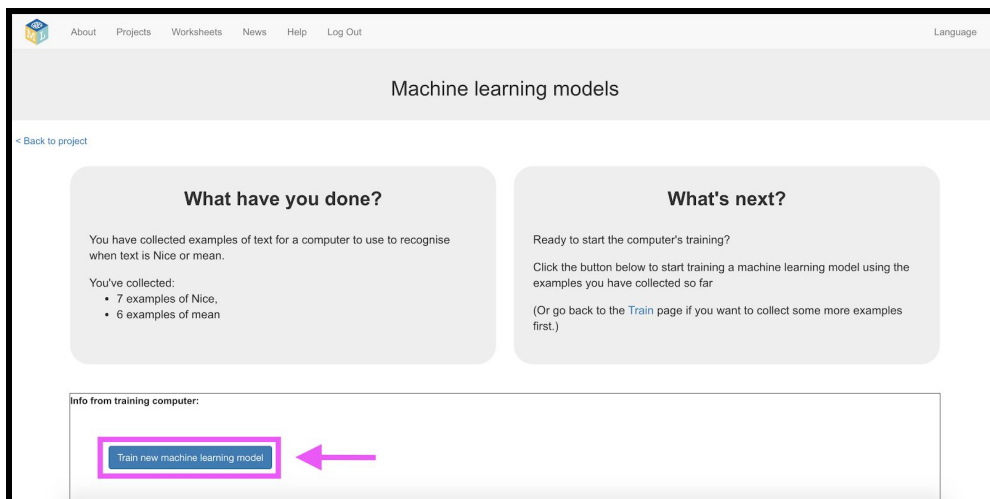 About Projects Worksheets News Help Log Out Language
Machine learning models
< Back to project
What have you done?
You have collected examples of text for a computer to use to recognise
when text is Nice or mean.
You've collected:
• 7 examples of Nice,
• 6 examples of mean
What's next?
Ready to start the computer's training?
Click the button below to start training a machine learning model using the
examples you have collected so far
(Or go back to the Train page if you want to collect some more examples
first.)
Info from training computer:
Train new machine learning model